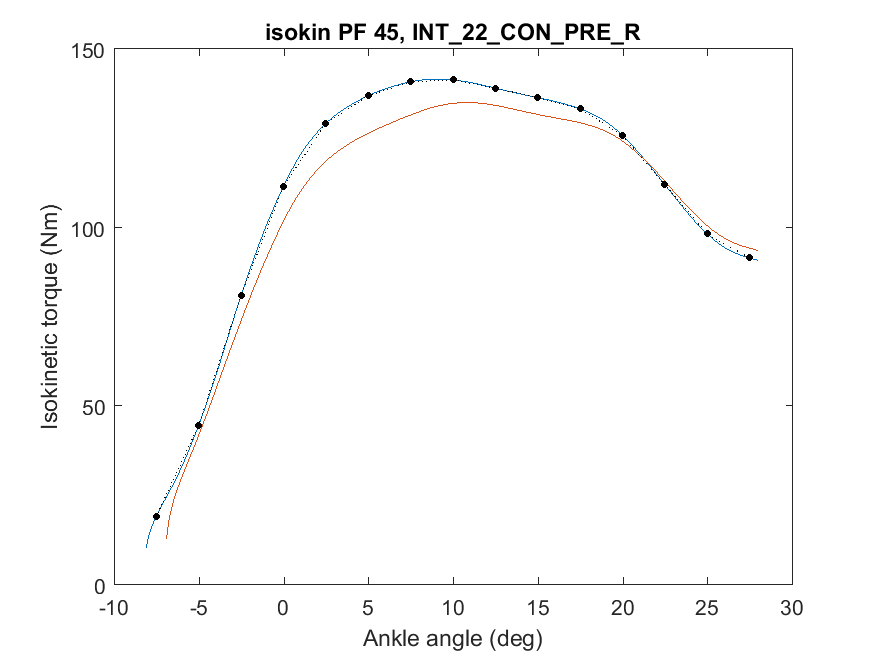 isokin PF 45, INT_22_CON_PRE_R
150
100
50
0
Isokinetic torque (Nm)
-10 -5 0 5 10 15 20 25 30
Ankle angle (deg)